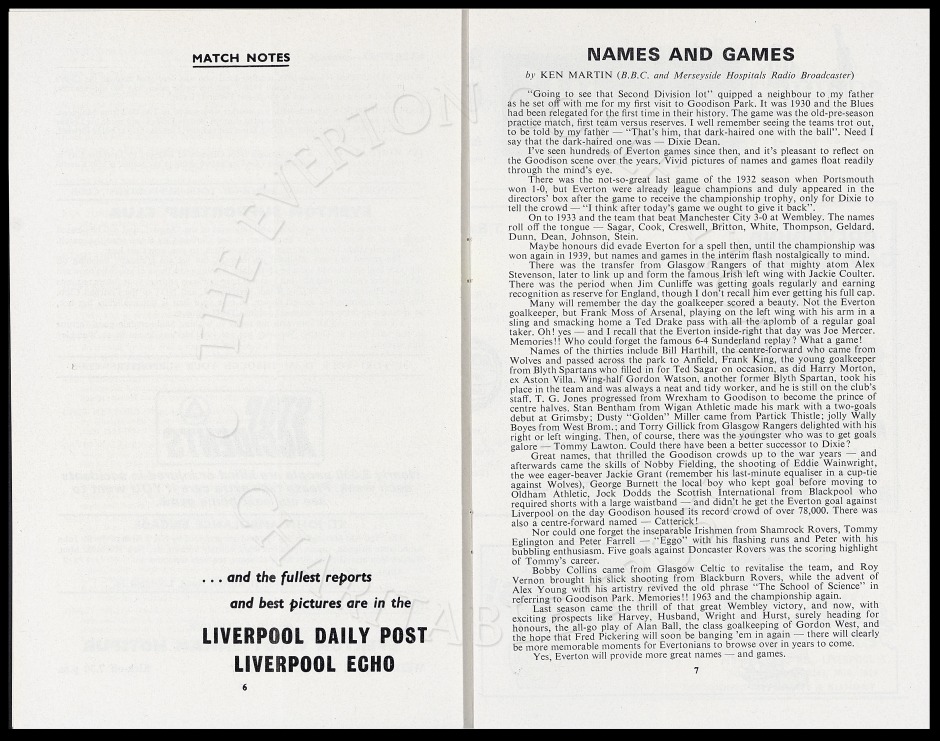 MATCH NOTES
... and the fullest reports
and best pictures are in the
LIVERPOOL DAILY POST
LIVERPOOL ECHO
6
NAMES AND GAMES
by KEN MARTIN (B.B.C. and Merseyside Hospitals Radio Broadcaster)
"Going to see that Second Division lot" quipped a neighbour to my father
as he set off with me for my first visit to Goodison Park. It was 1930 and the Blues
had been relegated for the first time in their history. The game was the old-pre-season
practice match, first team versus reserves. I well remember seeing the teams trot out,
to be told by my father — "That's him, that dark-haired one with the ball". Need I
say that the dark-haired one was — Dixie Dean.
I've seen hundreds of Everton games since then, and it's pleasant to reflect on
the Goodison scene over the years. Vivid pictures of names and games float readily
through the mind's eye.
There was the not-so-great last game of the 1932 season when Portsmouth
won 1-0, but Everton were already league champions and duly appeared in the
directors' box after the game to receive the championship trophy, only for Dixie to
tell the crowd — "I think after today's game we ought to give it back".
On to 1933 and the team that beat Manchester City 3-0 at Wembley. The names
roll off the tongue — Sagar, Cook, Creswell, Britton, White, Thompson, Geldard.
Dunn, Dean, Johnson, Stein.
Maybe honours did evade Everton for a spell then, until the championship was
won again in 1939, but names and games in the interim flash nostalgically to mind.
There was the transfer from Glasgow Rangers of that mighty atom Alex
Stevenson, later to link up and form the famous Irish left wing with Jackie Coulter.
There was the period when Jim Cunliffe was getting goals regularly and earning
recognition as reserve for England, though I don't recall him ever getting his full cap.
Many will remember the day the goalkeeper scored a beauty. Not the Everton
goalkeeper, but Frank Moss of Arsenal, playing on the left wing with his arm in a
sling and smacking home a Ted Drake pass with all the aplomb of a regular goal
taker. Oh! yes — and I recall that the Everton inside-right that day was Joe Mercer.
Memories!! Who could forget the famous 6-4 Sunderland replay? What a game!
Names of the thirties include Bill Harthill, the centre-forward who came from
Wolves and passed across the park to Anfield, Frank King, the young goalkeeper
from Blyth Spartans who filled in for Ted Sagar on occasion, as did Harry Morton,
ex Aston Villa. Wing-half Gordon Watson, another former Blyth Spartan, took his
place in the team and was always a neat and tidy worker, and he is still on the club's
staff. T. G. Jones progressed from Wrexham to Goodison to become the prince of
centre halves. Stan Bentham from Wigan Athletic made his mark with a two-goals
debut at Grimsby; Dusty "Golden" Miller came from Partick Thistle; jolly Wally
Boyes from West Brom.; and Torry Gillick from Glasgow Rangers delighted with his
right or left winging. Then, of course, there was the youngster who was to get goals
galore — Tommy Lawton. Could there have been a better successor to Dixie?
Great names, that thrilled the Goodison crowds up to the war years — and
afterwards came the skills of Nobby Fielding, the shooting of Eddie Wainwright,
the wee eager-beaver Jackie Grant (remember his last-minute equaliser in a cup-tie
against Wolves), George Burnett the local boy who kept goal before moving to
Oldham Athletic, Jock Dodds the Scottish International from Blackpool who
required shorts with a large waistband — and didn't he get the Everton goal against
Liverpool on the day Goodison housed its record crowd of over 78,000. There was
also a centre-forward named — Catterick!
Nor could one forget the inseparable Irishmen from Shamrock Rovers, Tommy
Eglington and Peter Farrell — "Eggo" with his flashing runs and Peter with his
bubbling enthusiasm. Five goals against Doncaster Rovers was the scoring highlight
of Tommy's career.
Bobby Collins came from Glasgow Celtic to revitalise the team, and Roy
Vernon brought his slick shooting from Blackburn Rovers, while the advent of
Alex Young with his artistry revived the old phrase "The School of Science" in
referring to Goodison Park. Memories!! 1963 and the championship again.
Last season came the thrill of that great Wembley victory, and now, with
exciting prospects like Harvey, Husband, Wright and Hurst, surely heading for
honours, the all-go play of Alan Ball, the class goalkeeping of Gordon West, and
the hope that Fred Pickering will soon be banging 'em in again — there will clearly
be more memorable moments for Evertonians to browse over in years to come.
Yes, Everton will provide more great names — and games.
7
THE EVERTON
CHARITAB